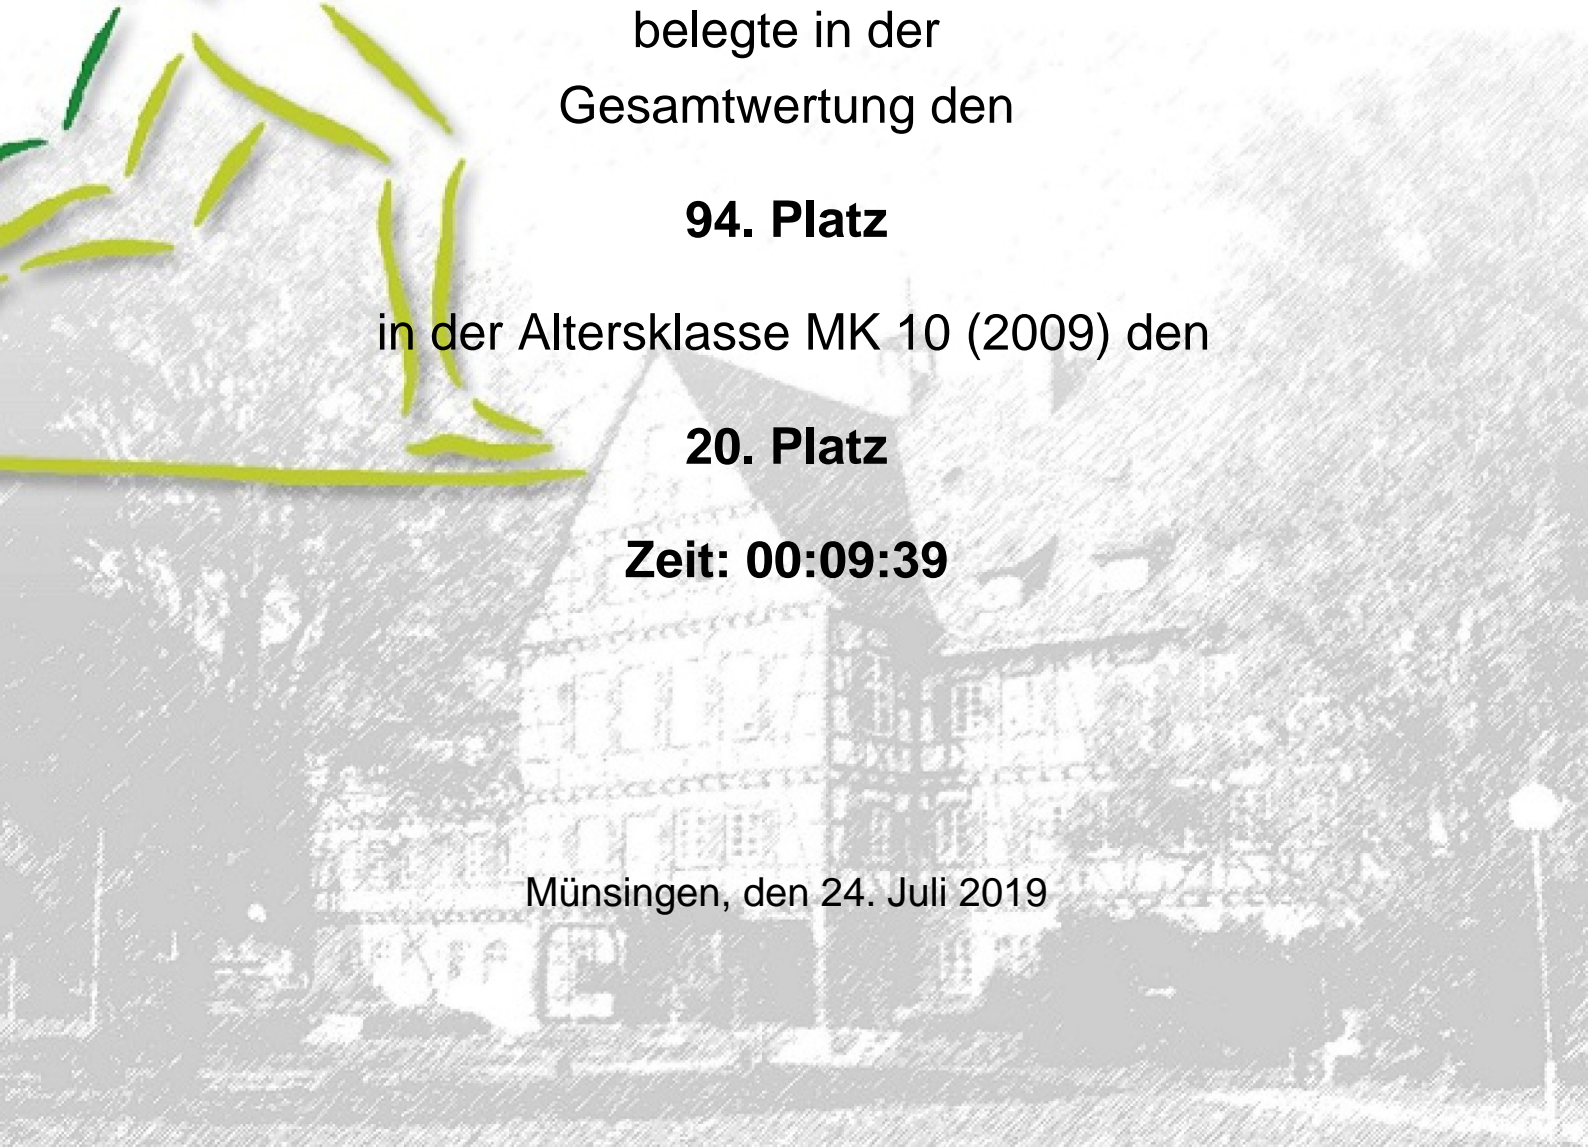 belegte in der
Gesamtwertung den
94. Platz
in der Altersklasse MK 10 (2009) den
20. Platz
Zeit: 00:09:39
Münsingen, den 24. Juli 2019